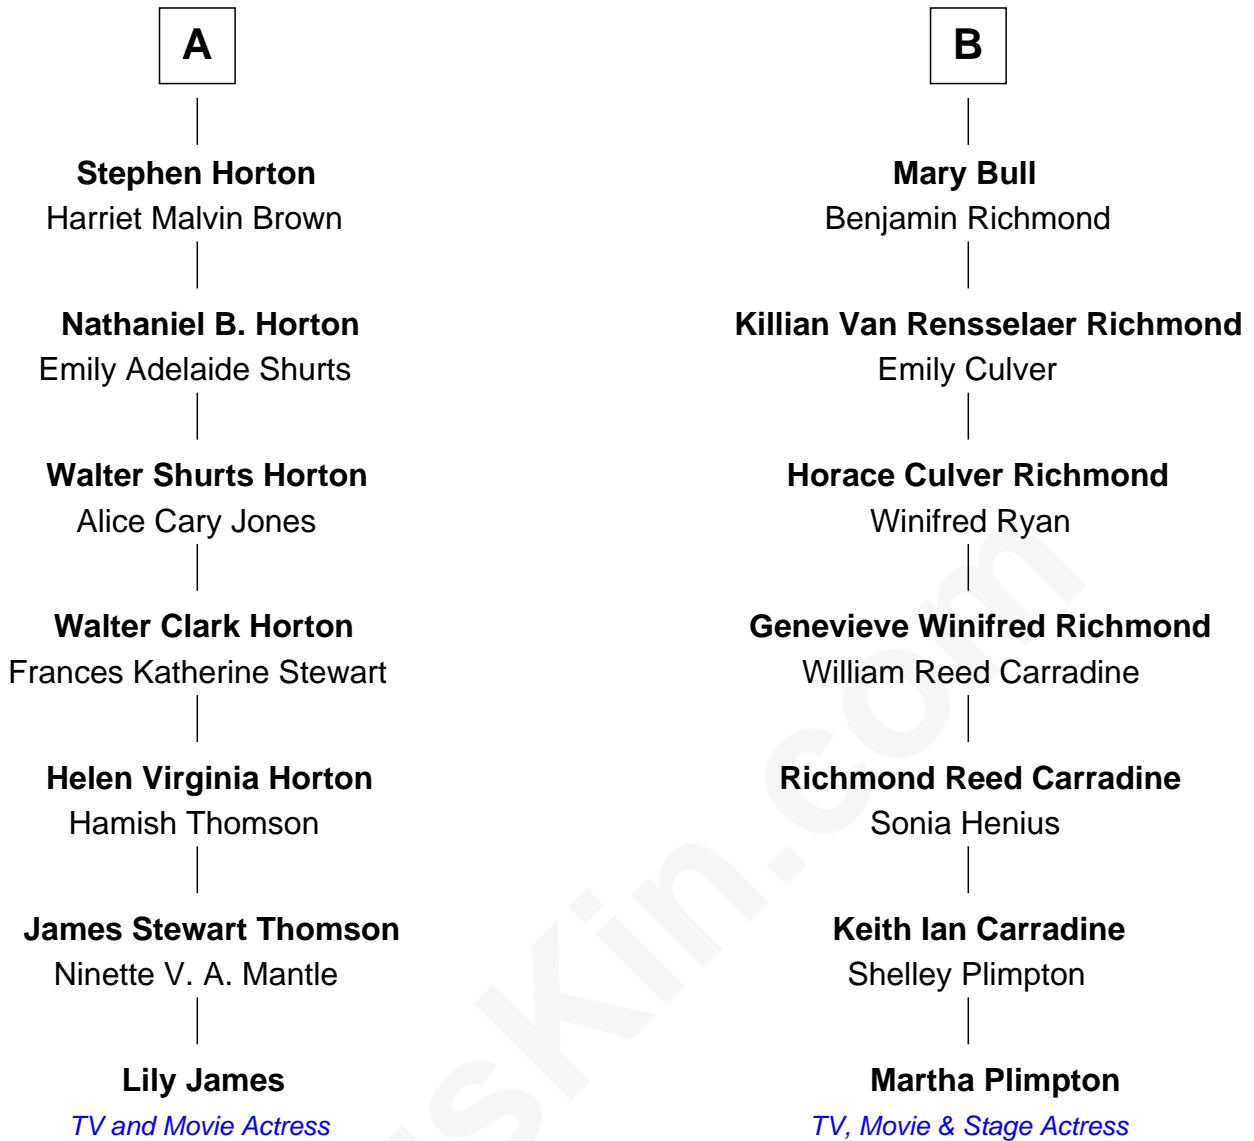 A
Stephen Horton
Harriet Malvin Brown
Nathaniel B. Horton
Emily Adelaide Shurts
Walter Shurts Horton
Alice Cary Jones
Walter Clark Horton
Frances Katherine Stewart
Helen Virginia Horton
Hamish Thomson
James Stewart Thomson
Ninette V. A. Mantle
Lily James
TV and Movie Actress
B
Mary Bull
Benjamin Richmond
Killian Van Rensselaer Richmond
Emily Culver
Horace Culver Richmond
Winifred Ryan
Genevieve Winifred Richmond
William Reed Carradine
Richmond Reed Carradine
Sonia Henius
Keith Ian Carradine
Shelley Plimpton
Martha Plimpton
TV, Movie & Stage Actress